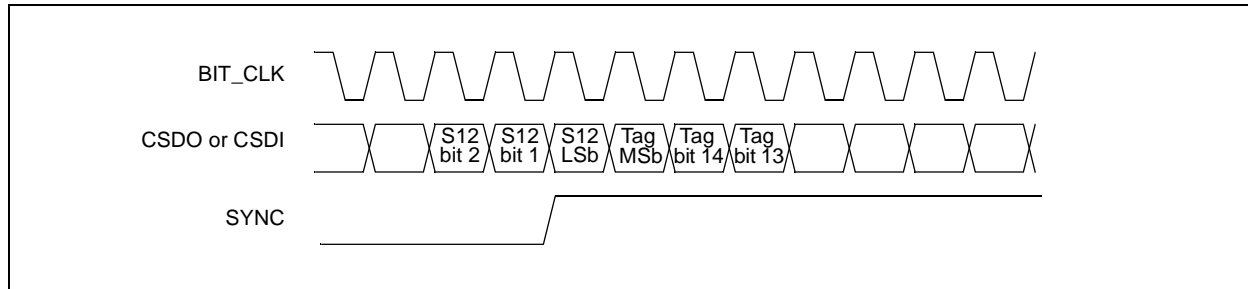 BIT_CLK
CSDO or CSDI
S12 bit 2
S12 bit 1
S12 LSb
Tag MSb
Tag bit 14
Tag bit 13
SYNC